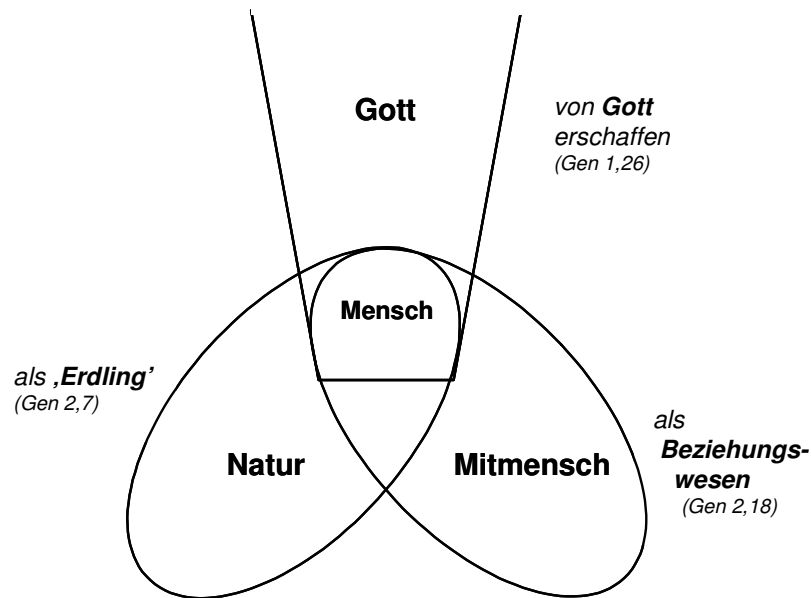 Gott
von Gott
erschaffen
(Gen 1,26)
Mensch
als ‚Erdling’
(Gen 2,7)
Natur
Mitmensch
als
Beziehungs-
wesen
(Gen 2,18)